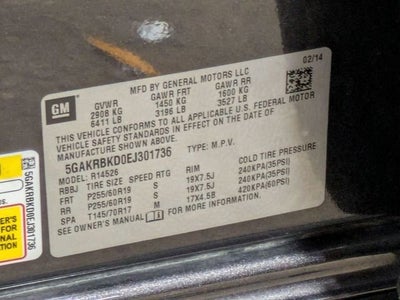 02/14
MFD BY GENERAL MOTORS LLC
GM
GVWR GAWR FRT GAWR RR
2908 KG 1450 KG 1600 KG
6411 LB 3196 LB 3527 LB
THIS VEHICLE CONFORMS TO ALL APPLICABLE U.S. FEDERAL MOTOR
VEHICLE SAFETY STANDARDS IN EFFECT ON THE DATE OF
MANUFACTURE SHOWN ABOVE.
5GAKRBKD0EJ301736 TYPE: M.P.V.
MODEL: R14526
RBBJ TIRE SIZE SPEED RTG RIM COLD TIRE PRESSURE
FRT P255/60R19 S 19X7.5J 240KPA(35PSI)
RR P255/60R19 S 19X7.5J 240KPA(35PSI)
SPA T145/70R17 M 17X4.5B 420KPA(60PSI)
SEE OWNER'S MANUAL FOR MORE INFORMATION.
5GAKRBKD0EJ301736